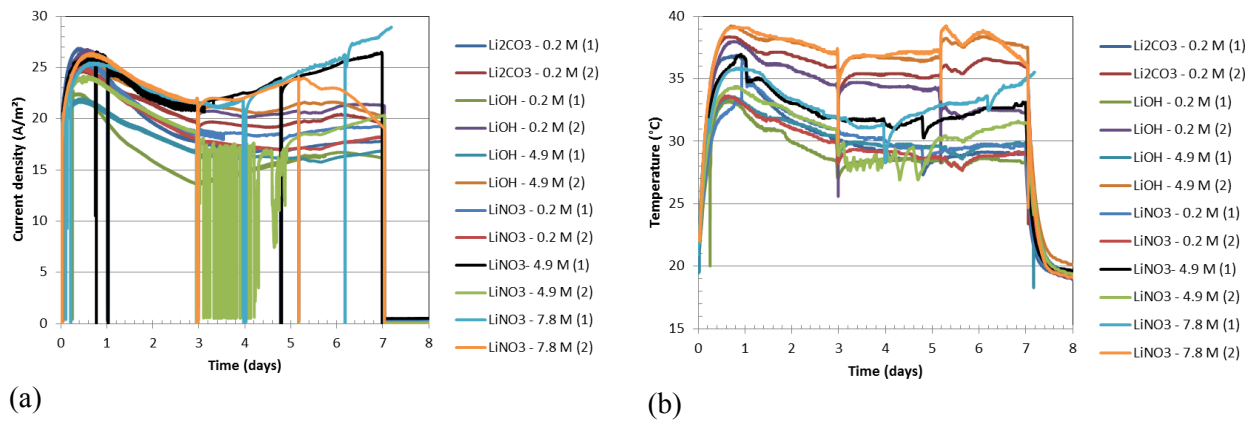 30
25
20
15
10
5
0
Current density (A/m²)
0 1 2 3 4 5 6 7 8
Time (days)
Li2CO3 - 0.2 M (1)
Li2CO3 - 0.2 M (2)
LiOH - 0.2 M (1)
LiOH - 0.2 M (2)
LiOH - 4.9 M (1)
LiOH - 4.9 M (2)
LiNO3 - 0.2 M (1)
LiNO3 - 0.2 M (2)
LiNO3- 4.9 M (1)
LiNO3 - 4.9 M (2)
LiNO3 - 7.8 M (1)
LiNO3 - 7.8 M (2)
(a)
40
35
30
25
20
15
Temperature (°C)
0 1 2 3 4 5 6 7 8
Time (days)
Li2CO3 - 0.2 M (1)
Li2CO3 - 0.2 M (2)
LiOH - 0.2 M (1)
LiOH - 0.2 M (2)
LiOH - 4.9 M (1)
LiOH - 4.9 M (2)
LiNO3 - 0.2 M (1)
LiNO3 - 0.2 M (2)
LiNO3 - 4.9 M (1)
LiNO3 - 4.9 M (2)
LiNO3 - 7.8 M (1)
LiNO3 - 7.8 M (2)
(b)